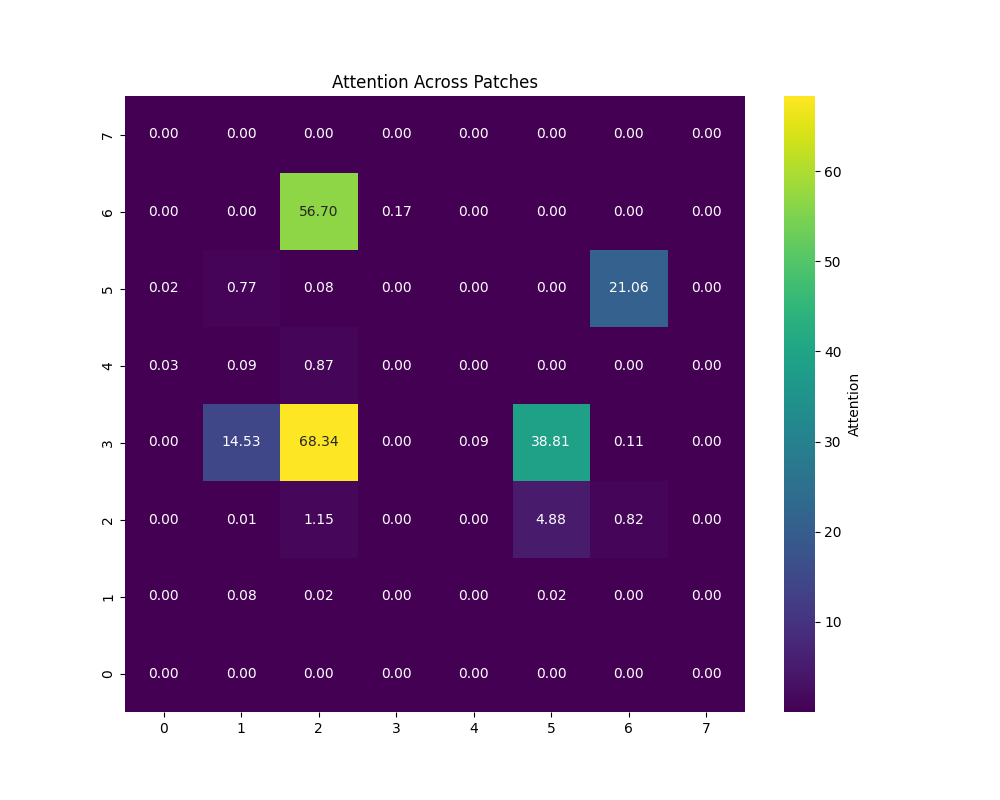 Attention Across Patches
7 0.00 0.00 0.00 0.00 0.00 0.00 0.00 0.00
6 0.00 0.00 56.70 0.17 0.00 0.00 0.00 0.00
5 0.02 0.77 0.08 0.00 0.00 0.00 21.06 0.00
4 0.03 0.09 0.87 0.00 0.00 0.00 0.00 0.00
3 0.00 14.53 68.34 0.00 0.09 38.81 0.11 0.00
2 0.00 0.01 1.15 0.00 0.00 4.88 0.82 0.00
1 0.00 0.08 0.02 0.00 0.00 0.02 0.00 0.00
0 0.00 0.00 0.00 0.00 0.00 0.00 0.00 0.00
0 1 2 3 4 5 6 7
60
50
40
30
20
10
Attention